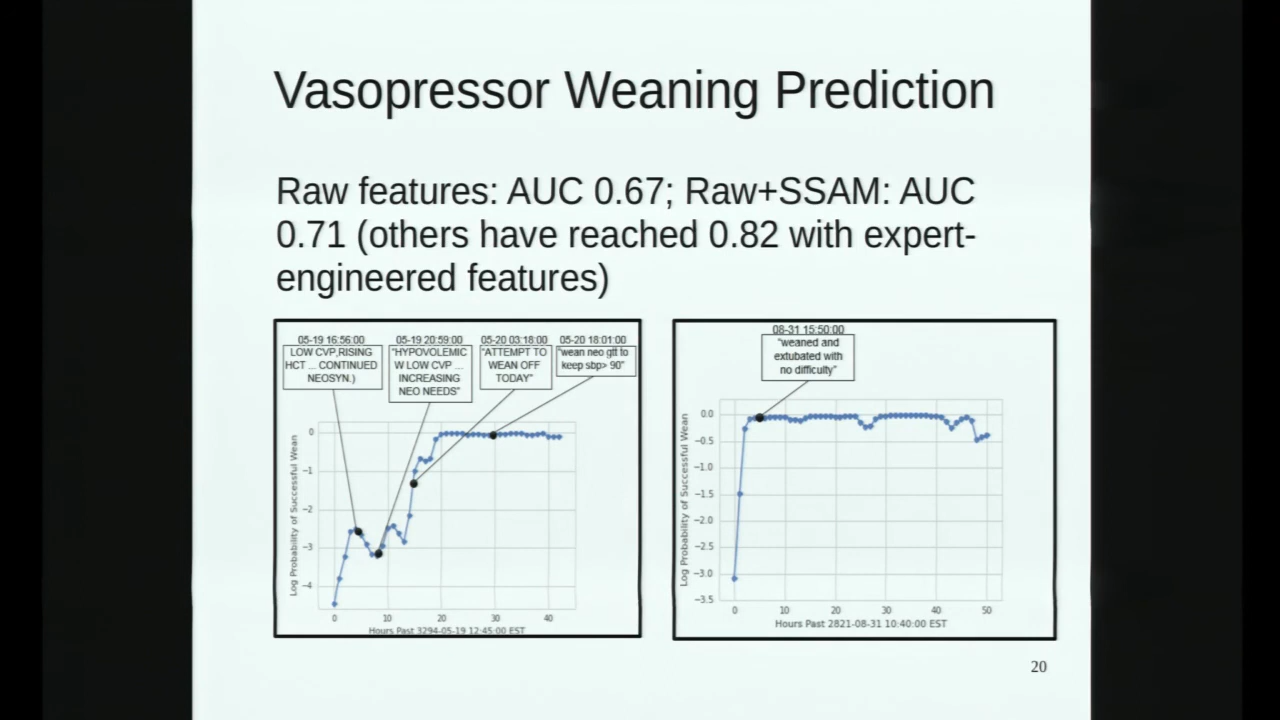 Vasopressor Weaning Prediction
Raw features: AUC 0.67; Raw+SSAM: AUC
0.71 (others have reached 0.82 with expert-
engineered features)
05-19 16:56:00
LOW CVP,RISING
HCT ... CONTINUED
NEOSYN.)
05-19 20:59:00
"HYPOVOLEMIC
W LOW CVP ...
INCREASING
NEO NEEDS"
05-20 03:18:00
"ATTEMPT TO
WEAN OFF
TODAY"
05-20 18:01:00
"wean neo gtt to
keep sbp> 90"
Log Probability of Successful Wean
0
−1
−2
−3
−4
0 10 20 30 40
Hours Past 3294-05-19 12:45:00 EST
08-31 15:50:00
"weaned and
extubated with
no difficulty"
Log Probability of Successful Wean
0.0
−0.5
−1.0
−1.5
−2.0
−2.5
−3.0
−3.5
0 10 20 30 40 50
Hours Past 2821-08-31 10:40:00 EST
20